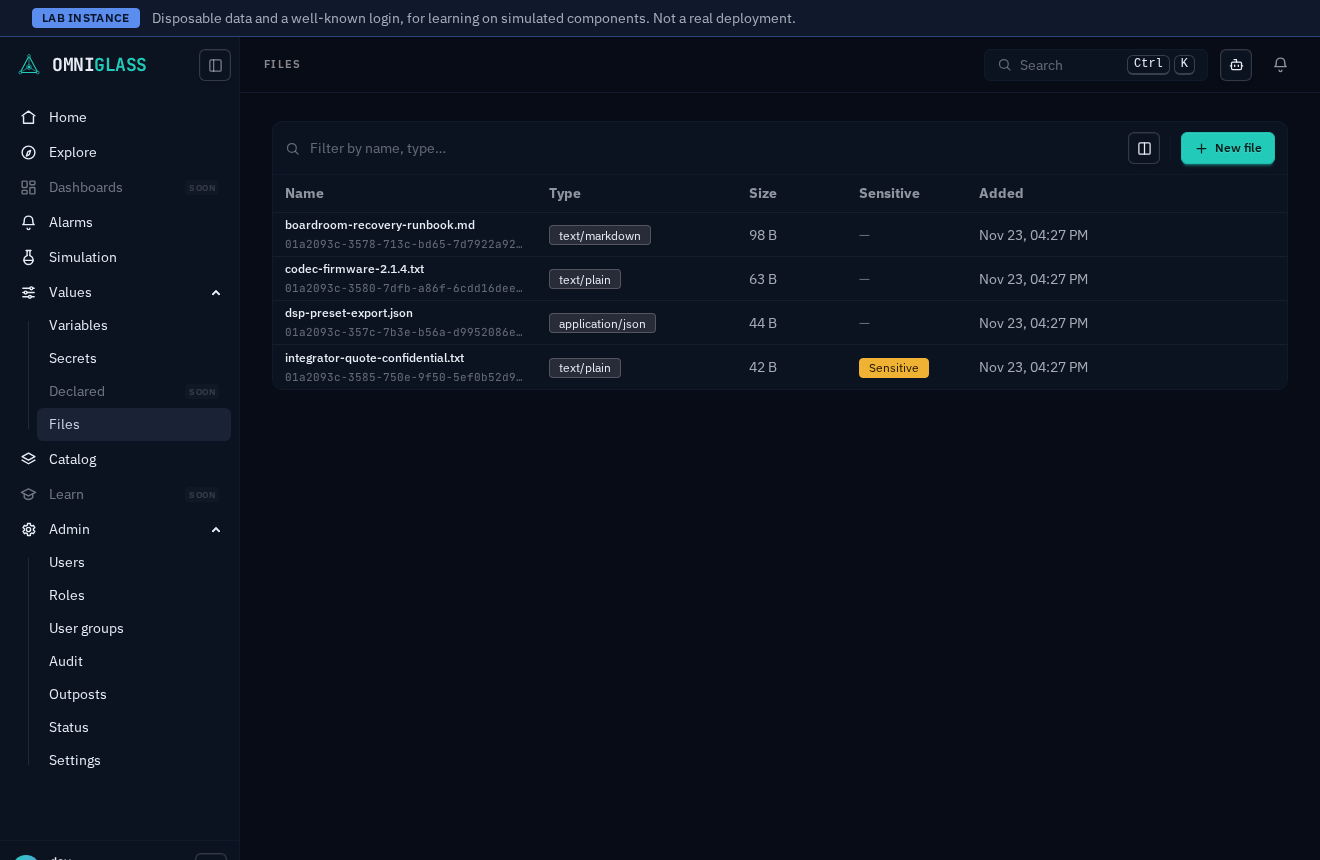 LAB INSTANCE Disposable data and a well-known login, for learning on simulated components. Not a real deployment.
OMNIGLASS
FILES
Search Ctrl K
Home
Explore
Dashboards SOON
Alarms
Simulation
Values
Variables
Secrets
Declared SOON
Files
Catalog
Learn SOON
Admin
Users
Roles
User groups
Audit
Outposts
Status
Settings
Filter by name, type...
New file
Name Type Size Sensitive Added
boardroom-recovery-runbook.md
01a2093c-3578-713c-bd65-7d7922a92…
text/markdown 98 B — Nov 23, 04:27 PM
codec-firmware-2.1.4.txt
01a2093c-3580-7dfb-a86f-6cdd16dee…
text/plain 63 B — Nov 23, 04:27 PM
dsp-preset-export.json
01a2093c-357c-7b3e-b56a-d9952086e…
application/json 44 B — Nov 23, 04:27 PM
integrator-quote-confidential.txt
01a2093c-3585-750e-9f50-5ef0b52d9…
text/plain 42 B Sensitive Nov 23, 04:27 PM